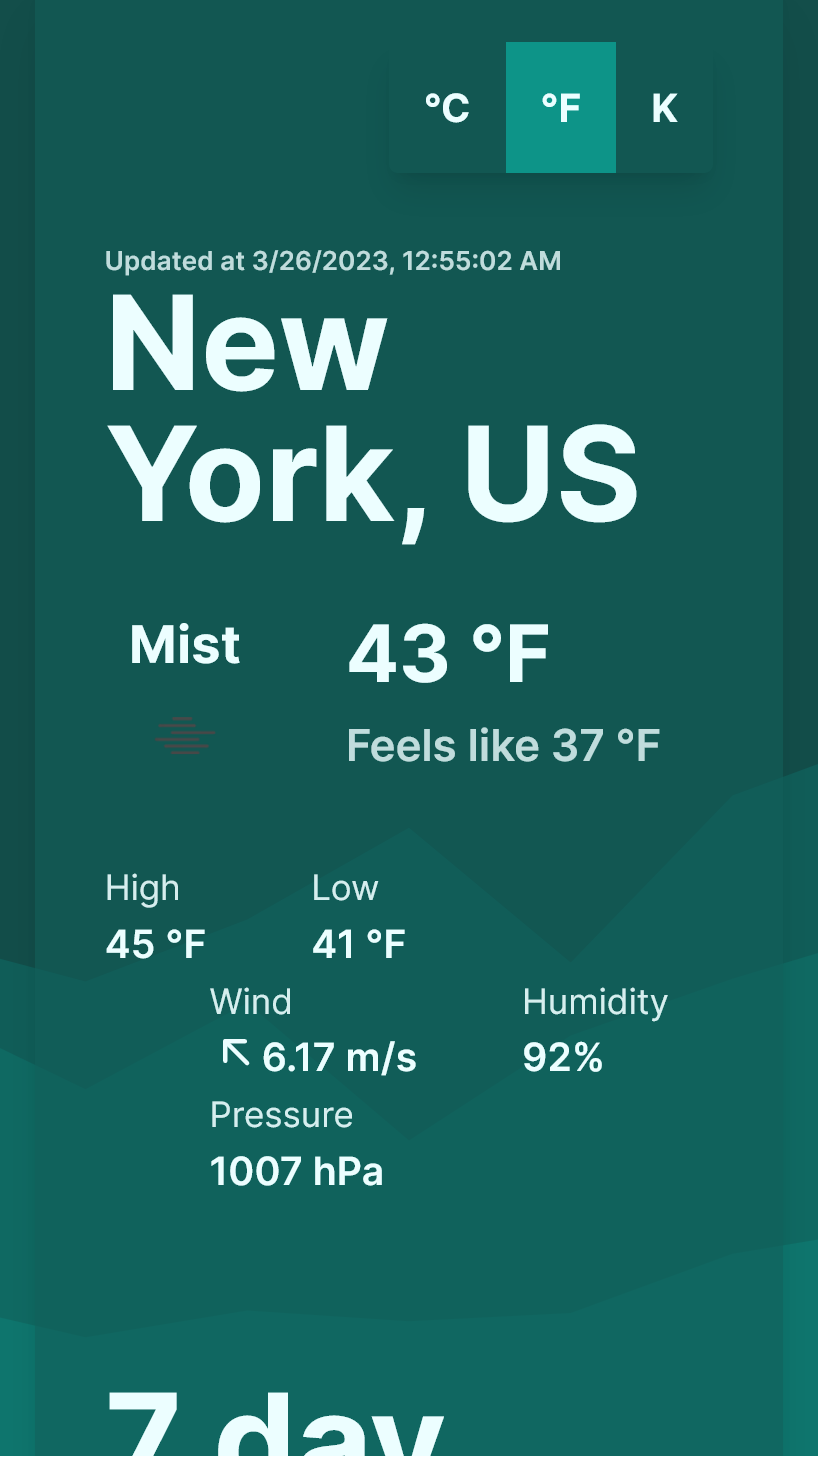 °C °F K
Updated at 3/26/2023, 12:55:02 AM
New
York, US
Mist 43 °F
Feels like 37 °F
High Low
45 °F 41 °F
Wind Humidity
6.17 m/s 92%
Pressure
1007 hPa
7 day